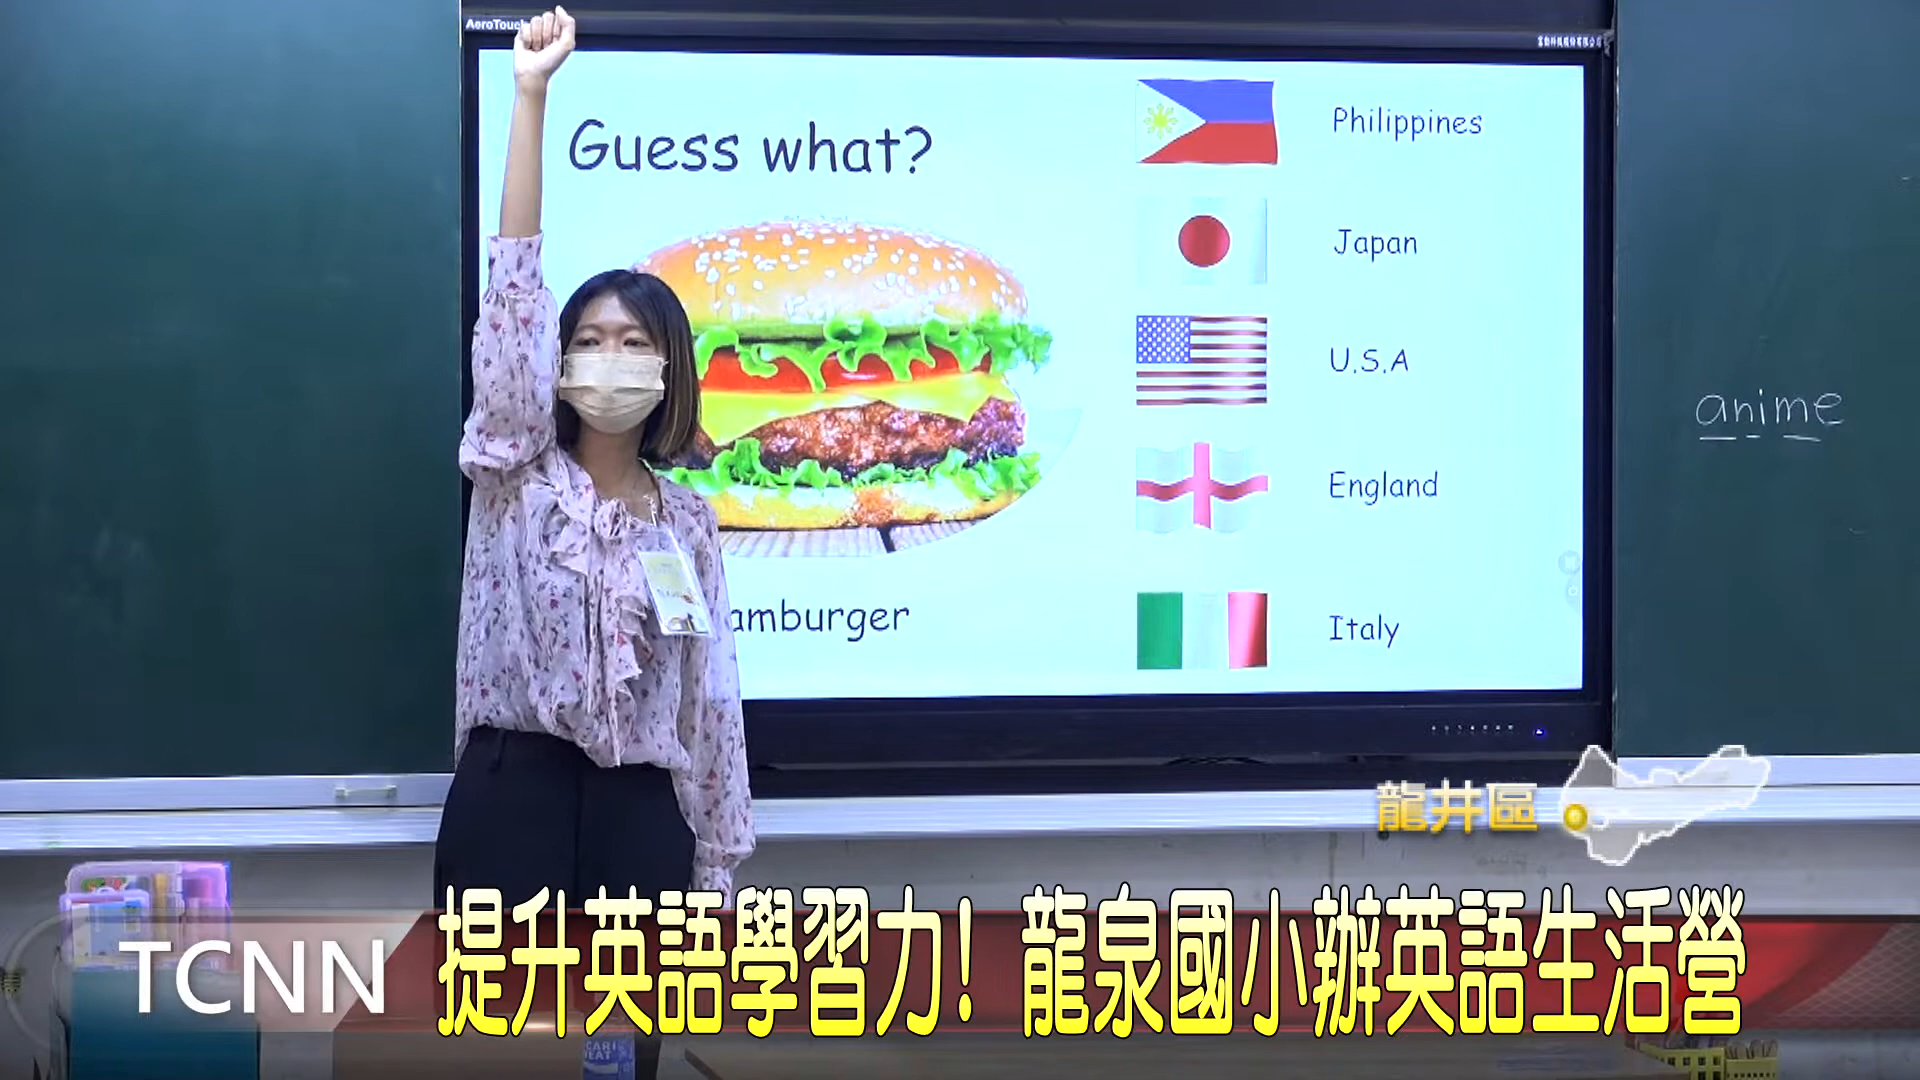 AeroTouch
Guess what?
Philippines
Japan
U.S.A
England
Italy
amburger
anime
龍井區
TCNN
提升英語學習力! 龍泉國小辦英語生活營